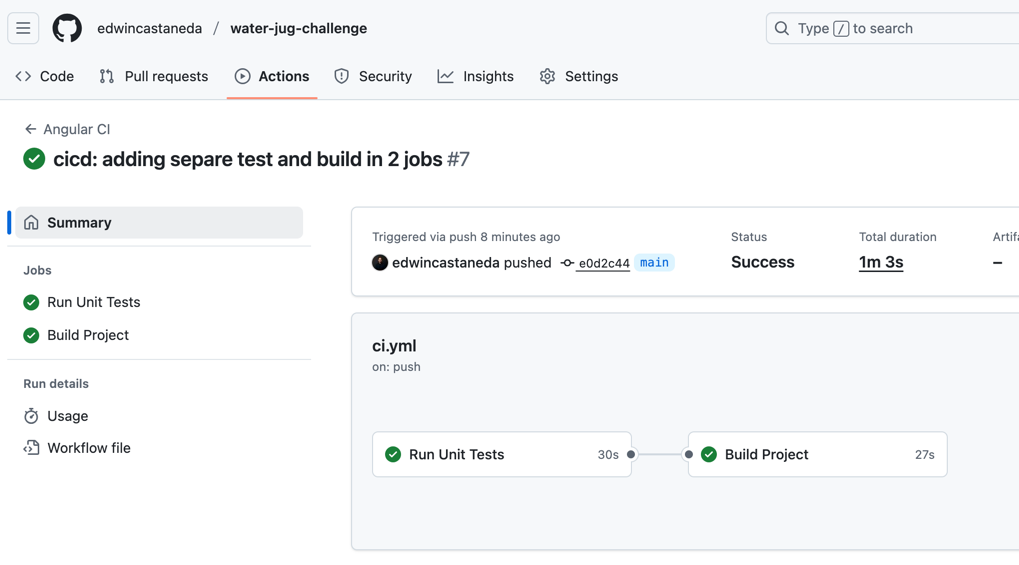 edwincastaneda / water-jug-challenge
Type / to search
Code Pull requests Actions Security Insights Settings
Angular CI
cicd: adding separe test and build in 2 jobs #7
Summary
Jobs
Run Unit Tests
Build Project
Run details
Usage
Workflow file
Triggered via push 8 minutes ago
edwincastaneda pushed e0d2c44 main
Status
Success
Total duration
1m 3s
Artif
–
ci.yml
on: push
Run Unit Tests 30s
Build Project 27s